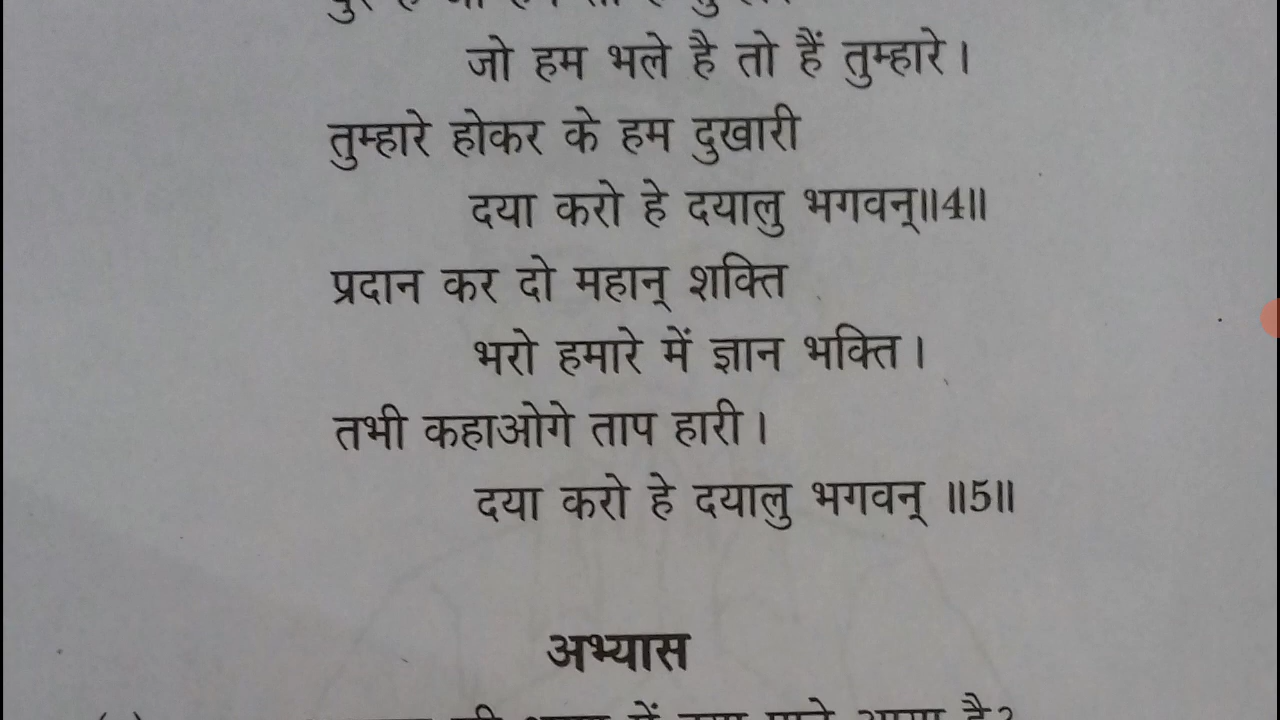 जो हम भले है तो हैं तुम्हारे।
तुम्हारे होकर के हम दुखारी
दया करो हे दयालु भगवन्॥4॥
प्रदान कर दो महान् शक्ति
भरो हमारे में ज्ञान भक्ति।
तभी कहाओगे ताप हारी।
दया करो हे दयालु भगवन् ॥5॥
अभ्यास